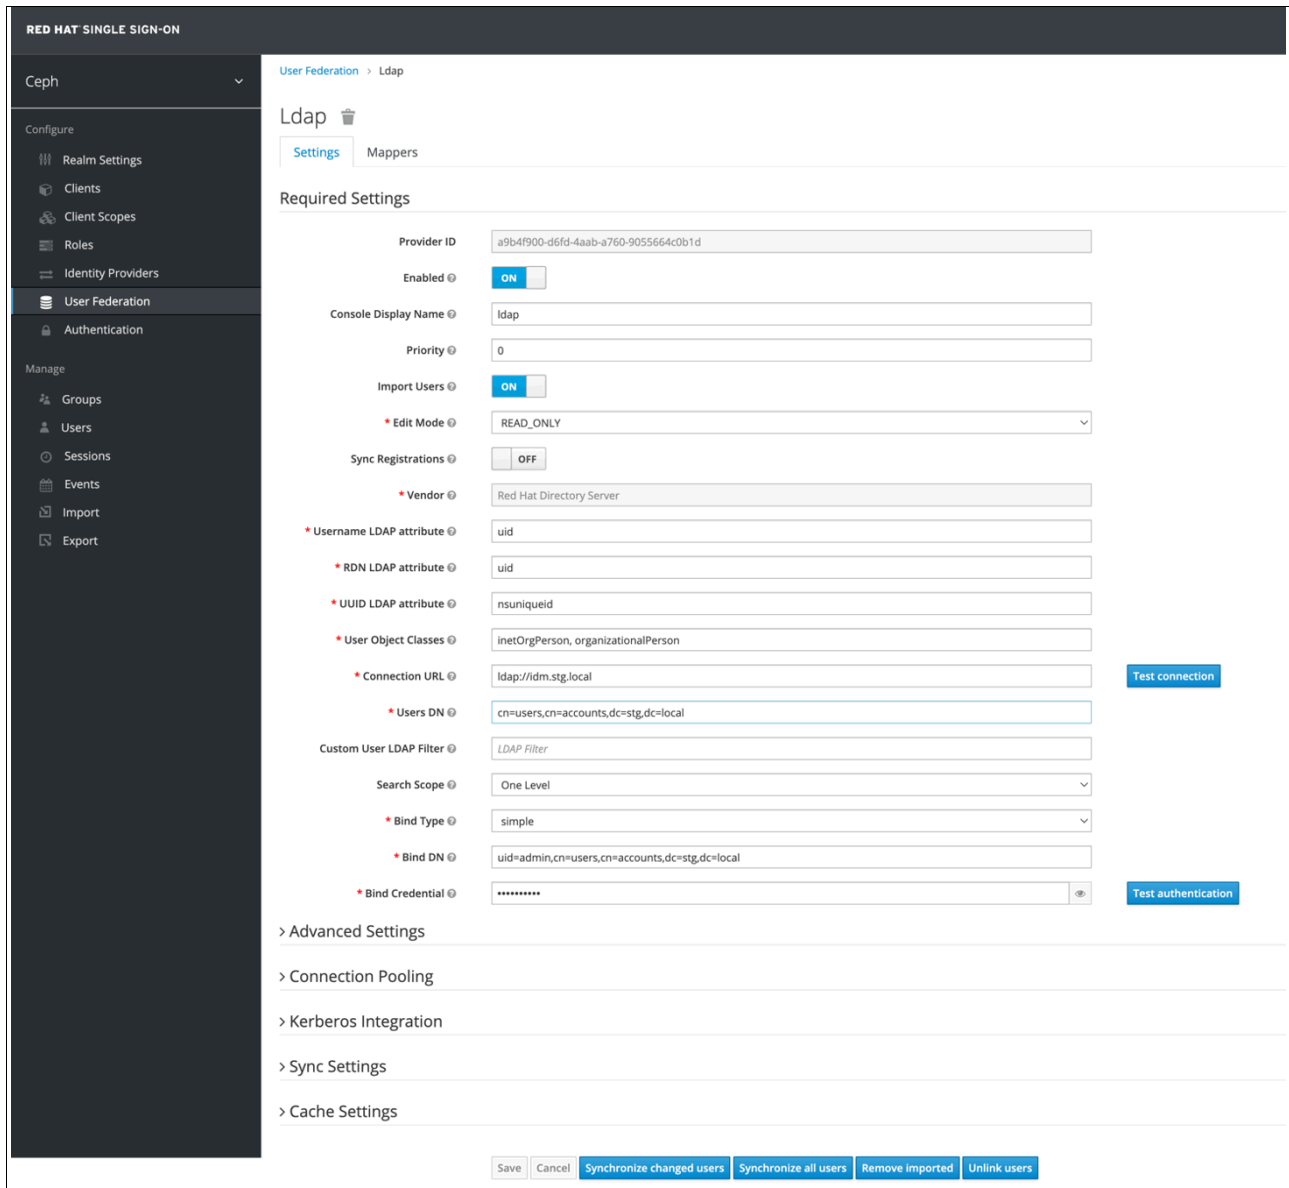 RED HAT SINGLE SIGN-ON
Ceph
Configure
Realm Settings
Clients
Client Scopes
Roles
Identity Providers
User Federation
Authentication
Manage
Groups
Users
Sessions
Events
Import
Export
User Federation > Ldap
Ldap
Settings Mappers
Required Settings
Provider ID a9b4f900-d6fd-4aab-a760-9055664c0b1d
Enabled ON
Console Display Name ldap
Priority 0
Import Users ON
* Edit Mode READ_ONLY
Sync Registrations OFF
* Vendor Red Hat Directory Server
* Username LDAP attribute uid
* RDN LDAP attribute uid
* UUID LDAP attribute nsuniqueid
* User Object Classes inetOrgPerson, organizationalPerson
* Connection URL ldap://idm.stg.local Test connection
* Users DN cn=users,cn=accounts,dc=stg,dc=local
Custom User LDAP Filter LDAP Filter
Search Scope One Level
* Bind Type simple
* Bind DN uid=admin,cn=users,cn=accounts,dc=stg,dc=local
* Bind Credential •••••••••• Test authentication
> Advanced Settings
> Connection Pooling
> Kerberos Integration
> Sync Settings
> Cache Settings
Save Cancel Synchronize changed users Synchronize all users Remove imported Unlink users